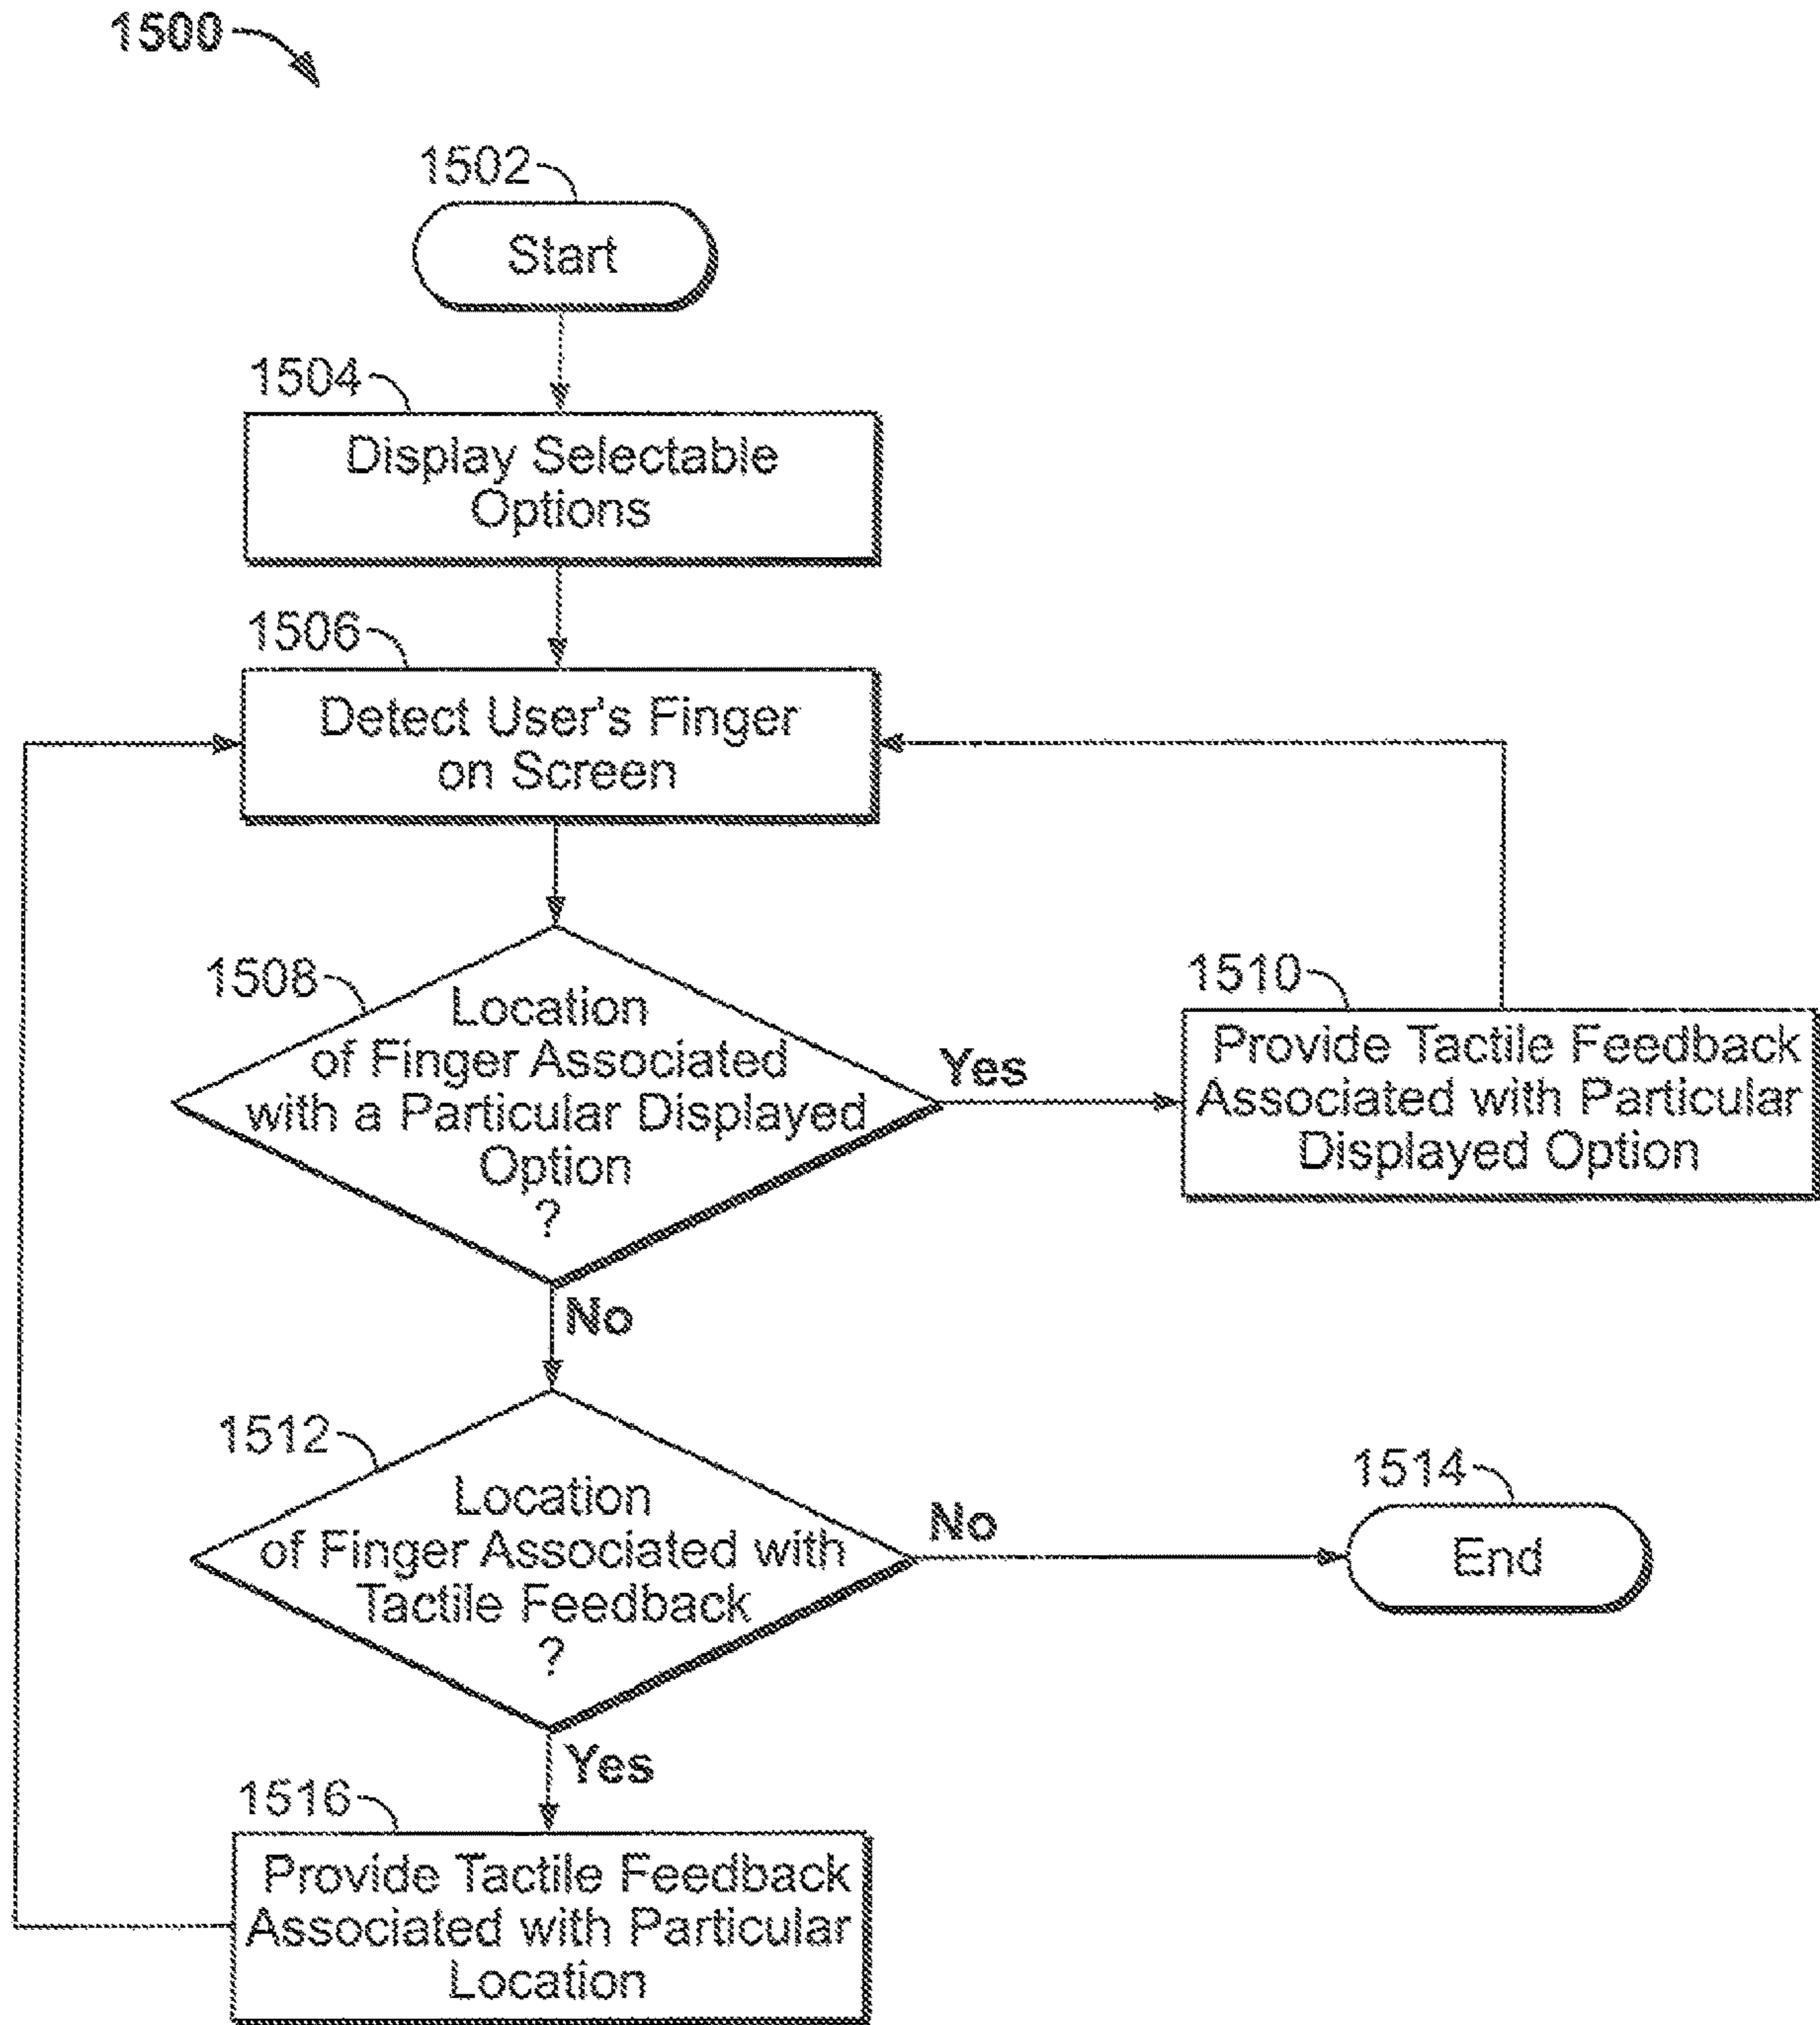 1500
1502
Start
1504
Display Selectable
Options
1506
Detect User's Finger
on Screen
1508
Location
of Finger Associated
with a Particular Displayed
Option
?
Yes
1510
Provide Tactile Feedback
Associated with Particular
Displayed Option
No
1512
Location
of Finger Associated with
Tactile Feedback
?
No
1514
End
Yes
1516
Provide Tactile Feedback
Associated with Particular
Location